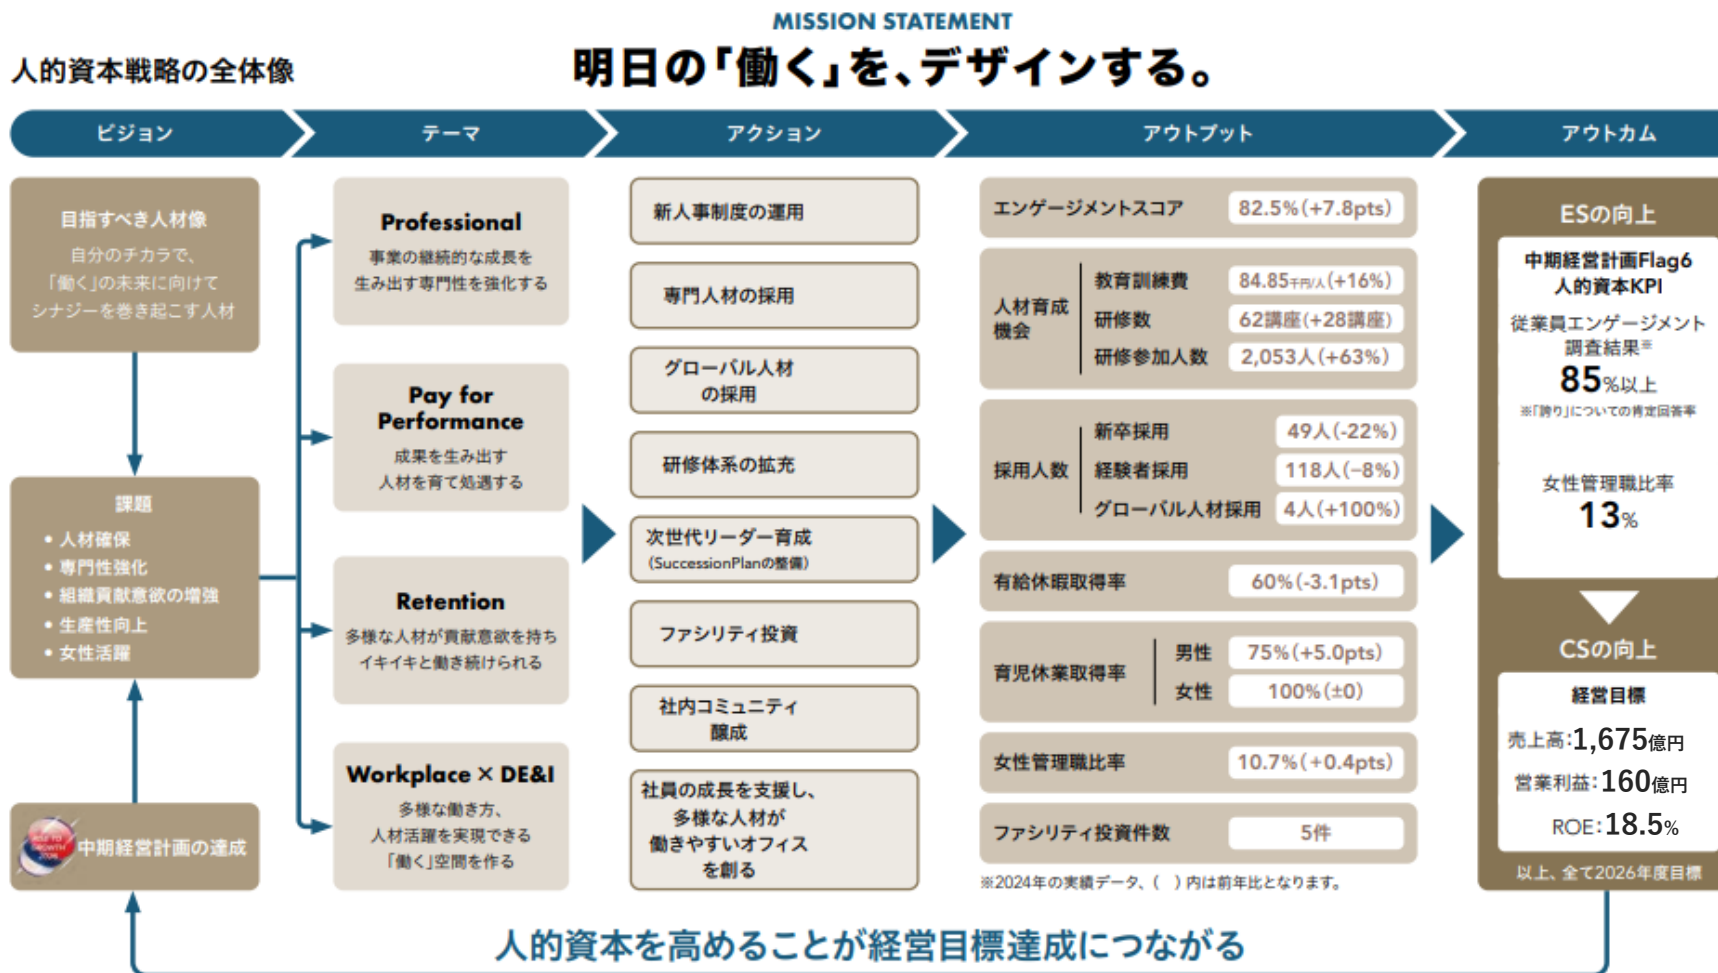 MISSION STATEMENT
人的資本戦略の全体像
明日の「働く」を、デザインする。
ビジョン
テーマ
アクション
アウトプット
アウトカム
目指すべき人材像
自分のチカラで、
「働く」の未来に向けて
シナジーを巻き起こす人材
課題
• 人材確保
• 専門性強化
• 組織貢献意欲の増強
• 生産性向上
• 女性活躍
中期経営計画の達成
Professional
事業の継続的な成長を
生み出す専門性を強化する
Pay for
Performance
成果を生み出す
人材を育て処遇する
Retention
多様な人材が貢献意欲を持ち
イキイキと働き続けられる
Workplace × DE&I
多様な働き方、
人材活躍を実現できる
「働く」空間を作る
新人事制度の運用
専門人材の採用
グローバル人材
の採用
研修体系の拡充
次世代リーダー育成
(SuccessionPlanの整備)
ファシリティ投資
社内コミュニティ
醸成
社員の成長を支援し、
多様な人材が
働きやすいオフィス
を創る
エンゲージメントスコア 82.5%(+7.8pts)
人材育成
機会
教育訓練費 84.85千円/人(+16%)
研修数 62講座(+28講座)
研修参加人数 2,053人(+63%)
採用人数
新卒採用 49人(-22%)
経験者採用 118人(−8%)
グローバル人材採用 4人(+100%)
有給休暇取得率 60%(-3.1pts)
育児休業取得率
男性 75%(+5.0pts)
女性 100%(±0)
女性管理職比率 10.7%(+0.4pts)
ファシリティ投資件数 5件
※2024年の実績データ、( )内は前年比となります。
ESの向上
中期経営計画Flag6
人的資本KPI
従業員エンゲージメント
調査結果※
85%以上
※「誇り」についての肯定回答率
女性管理職比率
13%
CSの向上
経営目標
売上高:1,675億円
営業利益:160億円
ROE:18.5%
以上、全て2026年度目標
人的資本を高めることが経営目標達成につながる